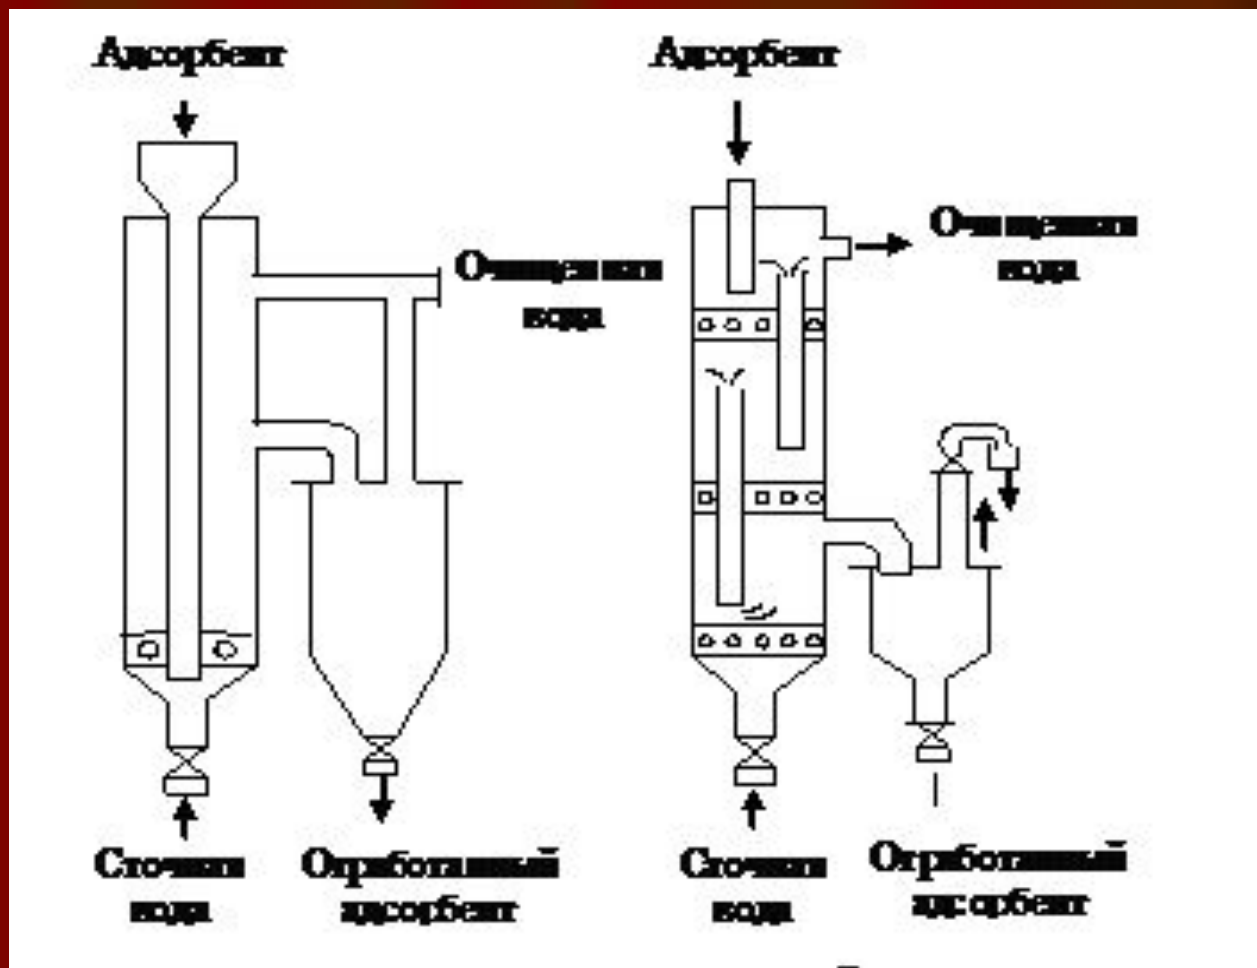 Адсорбент
Адсорбент
Очищенная
вода
Очищенная
вода
Сточная
вода
Отработанный
адсорбент
Сточная
вода
Отработанный
адсорбент